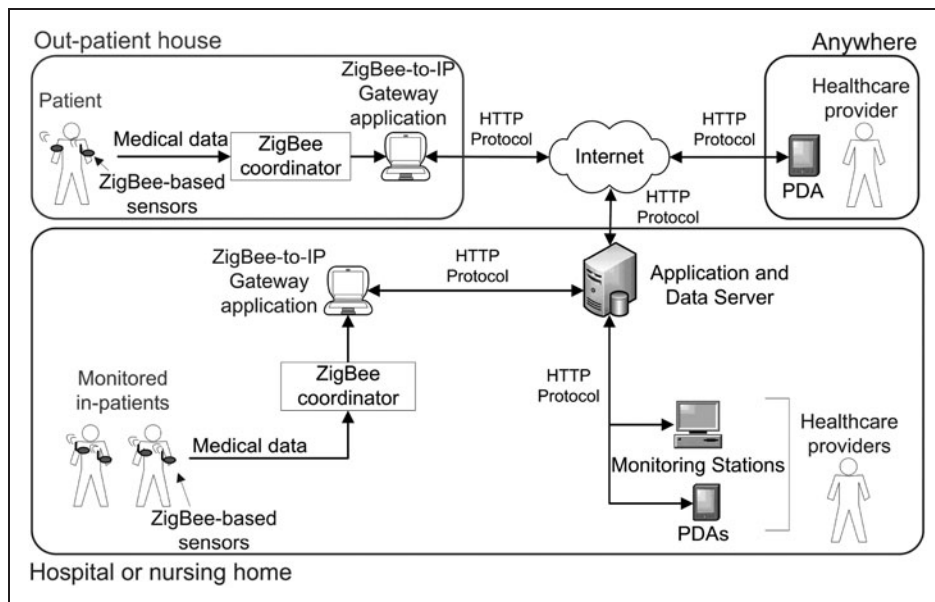 Out-patient house
Patient
Medical data
ZigBee-based
sensors
ZigBee
coordinator
ZigBee-to-IP
Gateway
application
HTTP
Protocol
Internet
HTTP
Protocol
Anywhere
Healthcare
provider
PDA
HTTP
Protocol
ZigBee-to-IP
Gateway
application
HTTP
Protocol
Application and
Data Server
Monitored
in-patients
Medical data
ZigBee-based
sensors
ZigBee
coordinator
HTTP
Protocol
Monitoring Stations
PDAs
Healthcare
providers
Hospital or nursing home